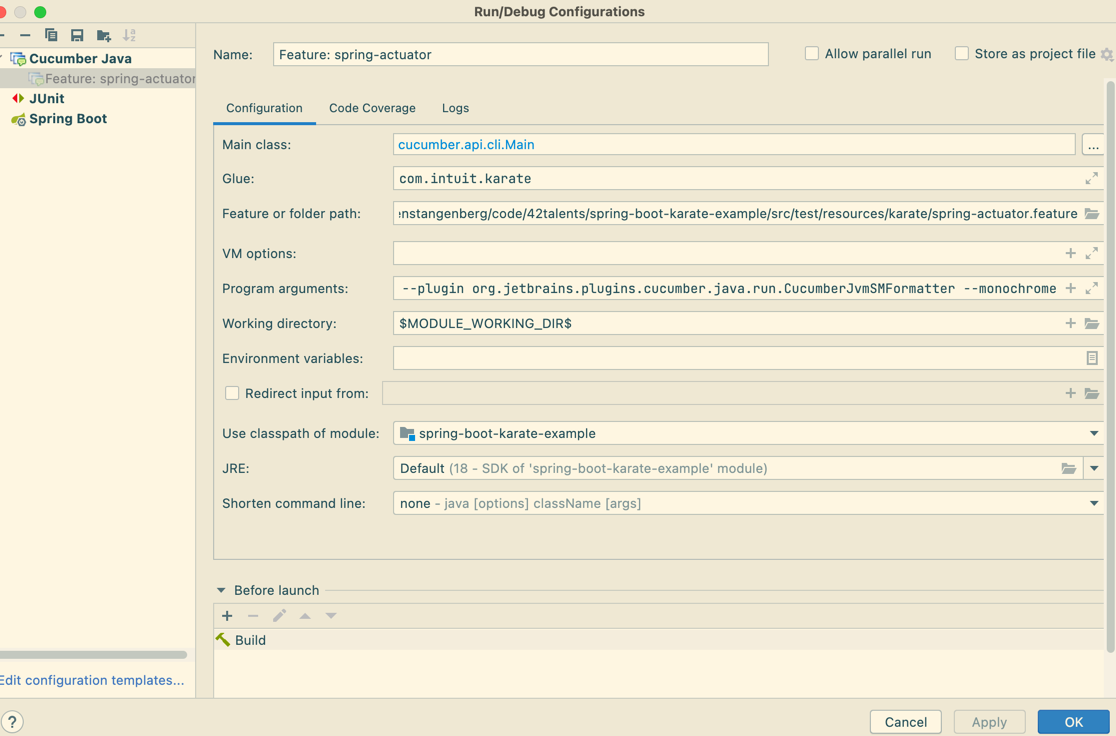 Run/Debug Configurations
Cucumber Java
Feature: spring-actuator
JUnit
Spring Boot
Edit configuration templates...
?
Name: Feature: spring-actuator
Allow parallel run
Store as project file
Configuration Code Coverage Logs
Main class: cucumber.api.cli.Main ...
Glue: com.intuit.karate
Feature or folder path: enstangenberg/code/42talents/spring-boot-karate-example/src/test/resources/karate/spring-actuator.feature
VM options:
Program arguments: --plugin org.jetbrains.plugins.cucumber.java.run.CucumberJvmSMFormatter --monochrome
Working directory: $MODULE_WORKING_DIR$
Environment variables:
Redirect input from:
Use classpath of module: spring-boot-karate-example
JRE: Default (18 - SDK of 'spring-boot-karate-example' module)
Shorten command line: none - java [options] className [args]
Before launch
Build
Cancel Apply OK